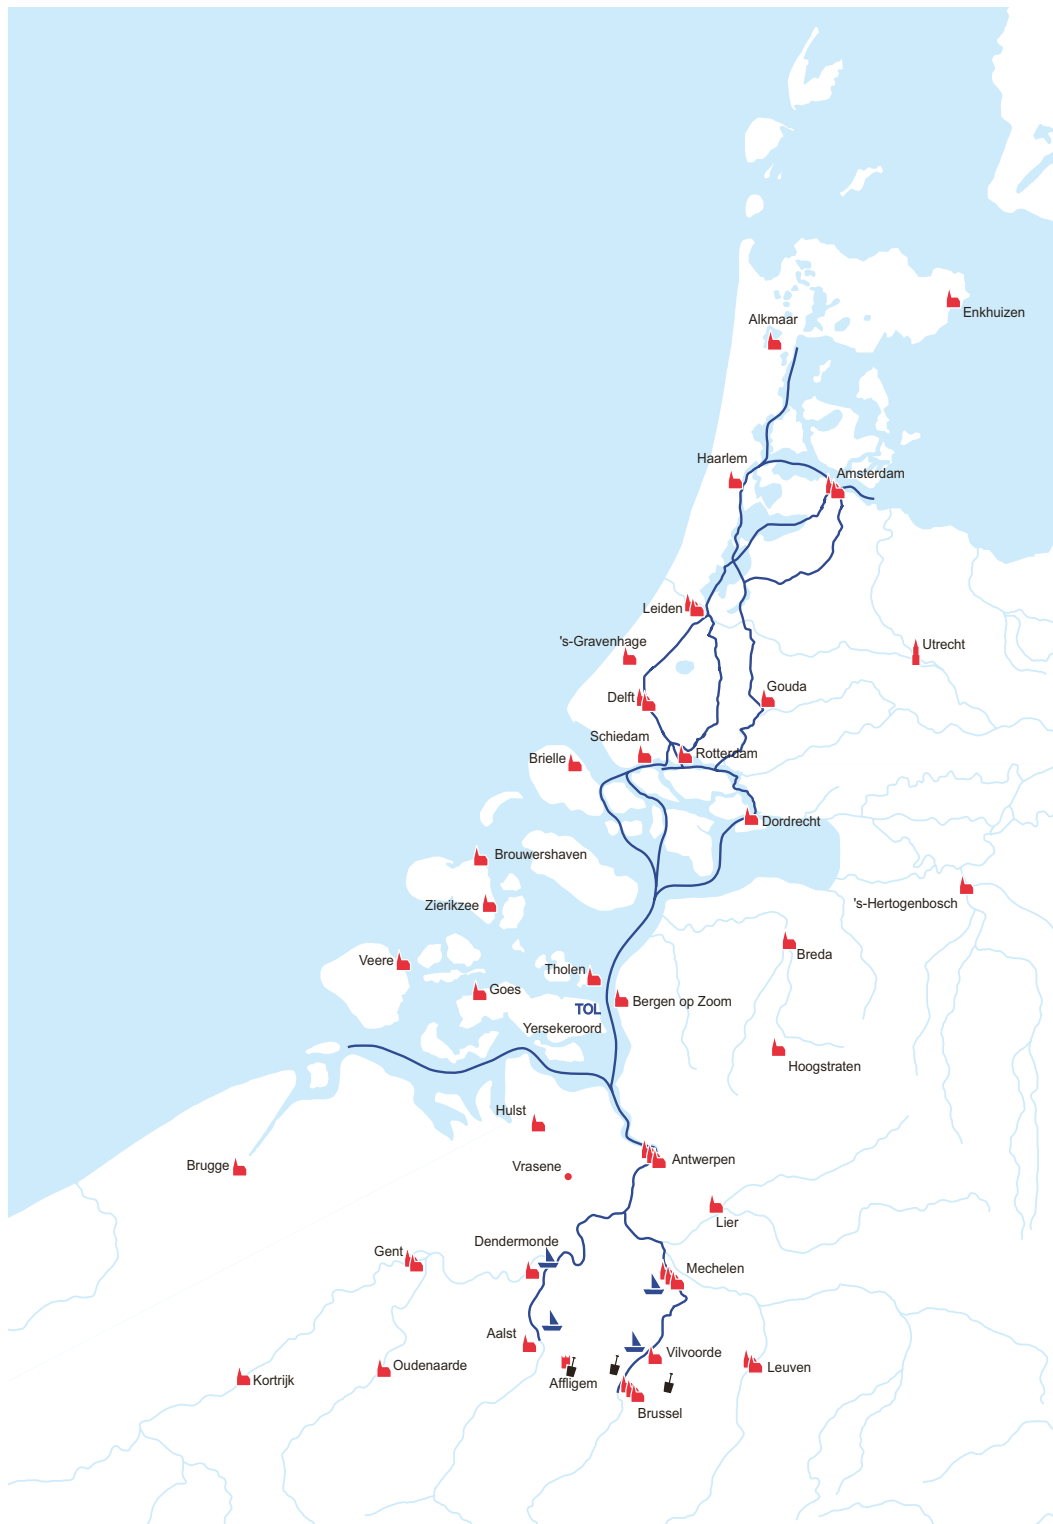 Enkhuizen
Alkmaar
Haarlem
Amsterdam
Leiden
's-Gravenhage
Utrecht
Delft
Gouda
Schiedam
Rotterdam
Brielle
Dordrecht
Brouwershaven
's-Hertogenbosch
Zierikzee
Breda
Veere
Tholen
Goes
Bergen op Zoom
TOL
Yersekeroord
Hoogstraten
Hulst
Antwerpen
Brugge
Vrasene
Lier
Dendermonde
Gent
Mechelen
Aalst
Vilvoorde
Oudenaarde
Leuven
Kortrijk
Affligem
Brussel